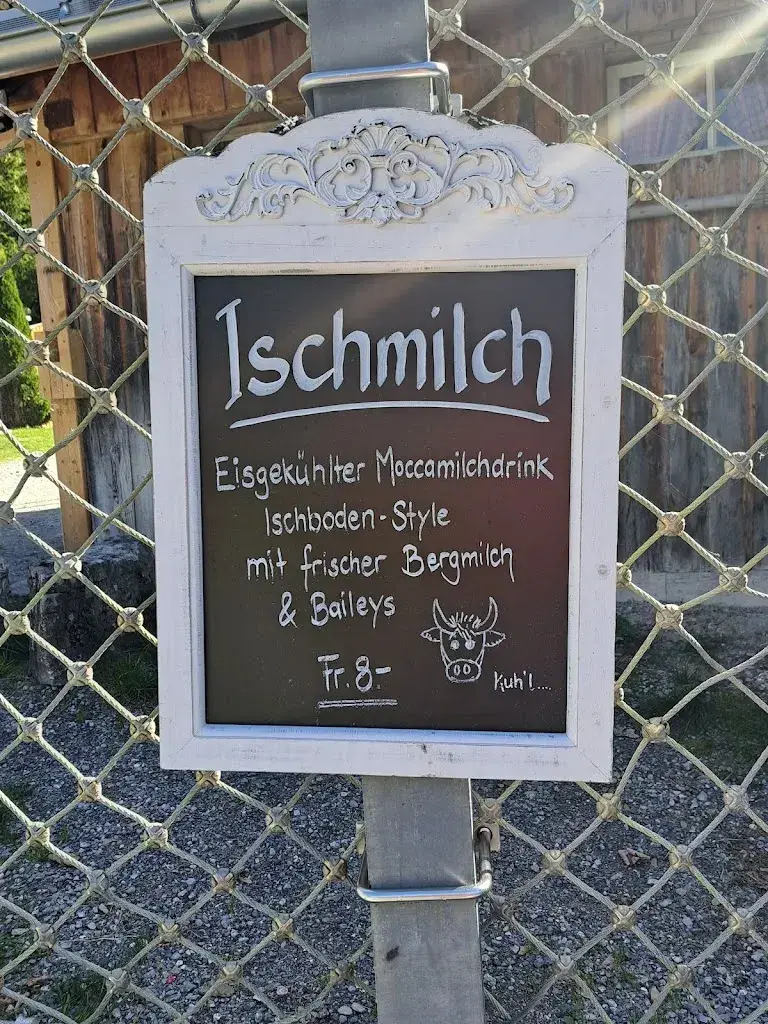 Ischmilch
Eisgekühlter Moccamilchdrink
Ischboden-Style
mit frischer Bergmilch
& Baileys
Fr. 8-
Kuh'l....